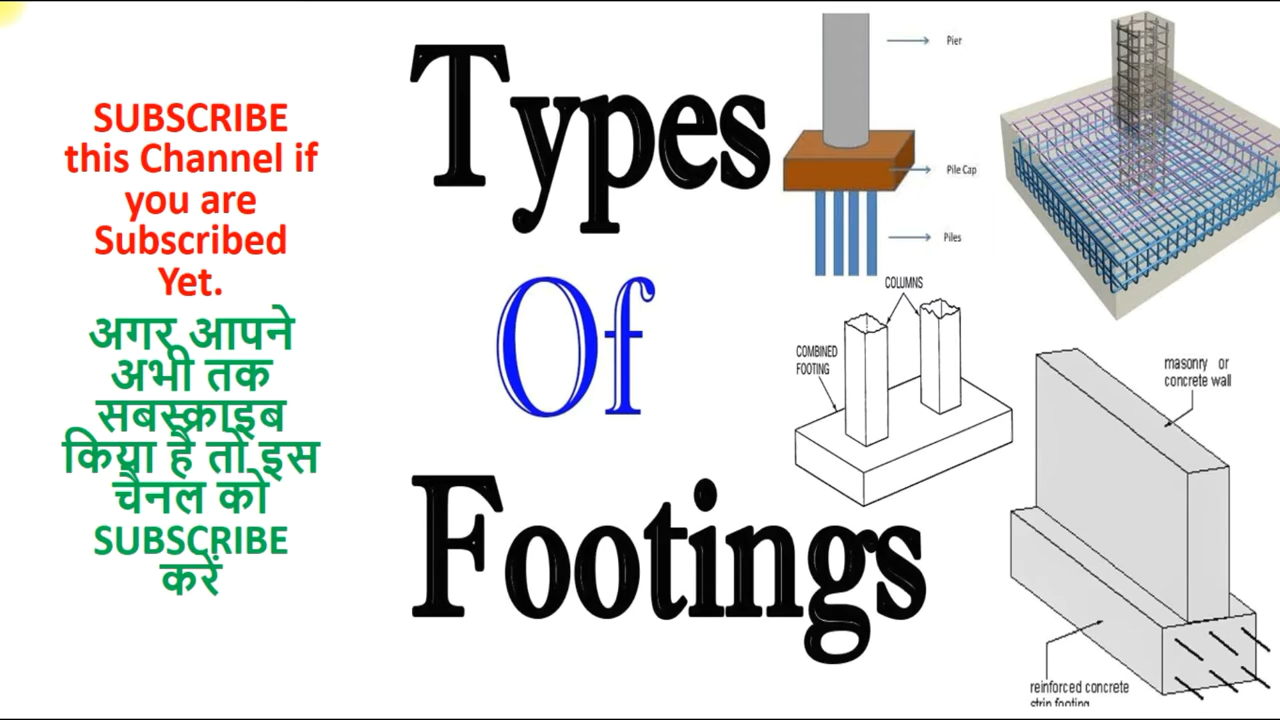 SUBSCRIBE
this Channel if
you are
Subscribed
Yet.
अगर आपने
अभी तक
सबस्क्राइब
किया है तो इस
चैनल को
SUBSCRIBE
करें
Types
Of
Footings
Pier
Pile Cap
Piles
COLUMNS
COMBINED
FOOTING
masonry or
concrete wall
reinforced concrete
strip footing